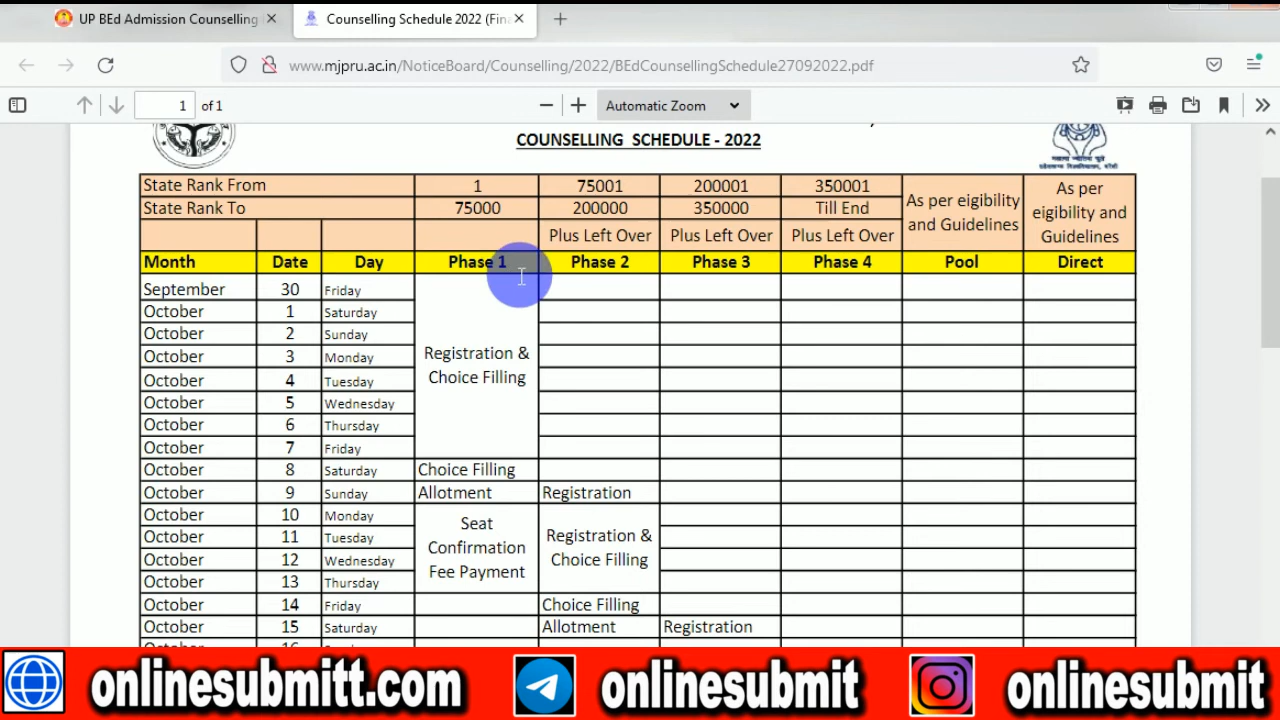 UP BEd Admission Counselling
Counselling Schedule 2022 (Fin
www.mjpru.ac.in/NoticeBoard/Counselling/2022/BEdCounsellingSchedule27092022.pdf
1 of 1
Automatic Zoom
COUNSELLING SCHEDULE - 2022
State Rank From 1 75001 200001 350001 As per eigibility and Guidelines As per eigibility and Guidelines
State Rank To 75000 200000 350000 Till End
Plus Left Over Plus Left Over Plus Left Over
Month Date Day Phase 1 Phase 2 Phase 3 Phase 4 Pool Direct
September 30 Friday
October 1 Saturday
October 2 Sunday
October 3 Monday Registration &
October 4 Tuesday Choice Filling
October 5 Wednesday
October 6 Thursday
October 7 Friday
October 8 Saturday Choice Filling
October 9 Sunday Allotment Registration
October 10 Monday Seat
October 11 Tuesday Confirmation Registration &
October 12 Wednesday Fee Payment Choice Filling
October 13 Thursday
October 14 Friday Choice Filling
October 15 Saturday Allotment Registration
onlinesubmitt.com onlinesubmit onlinesubmit